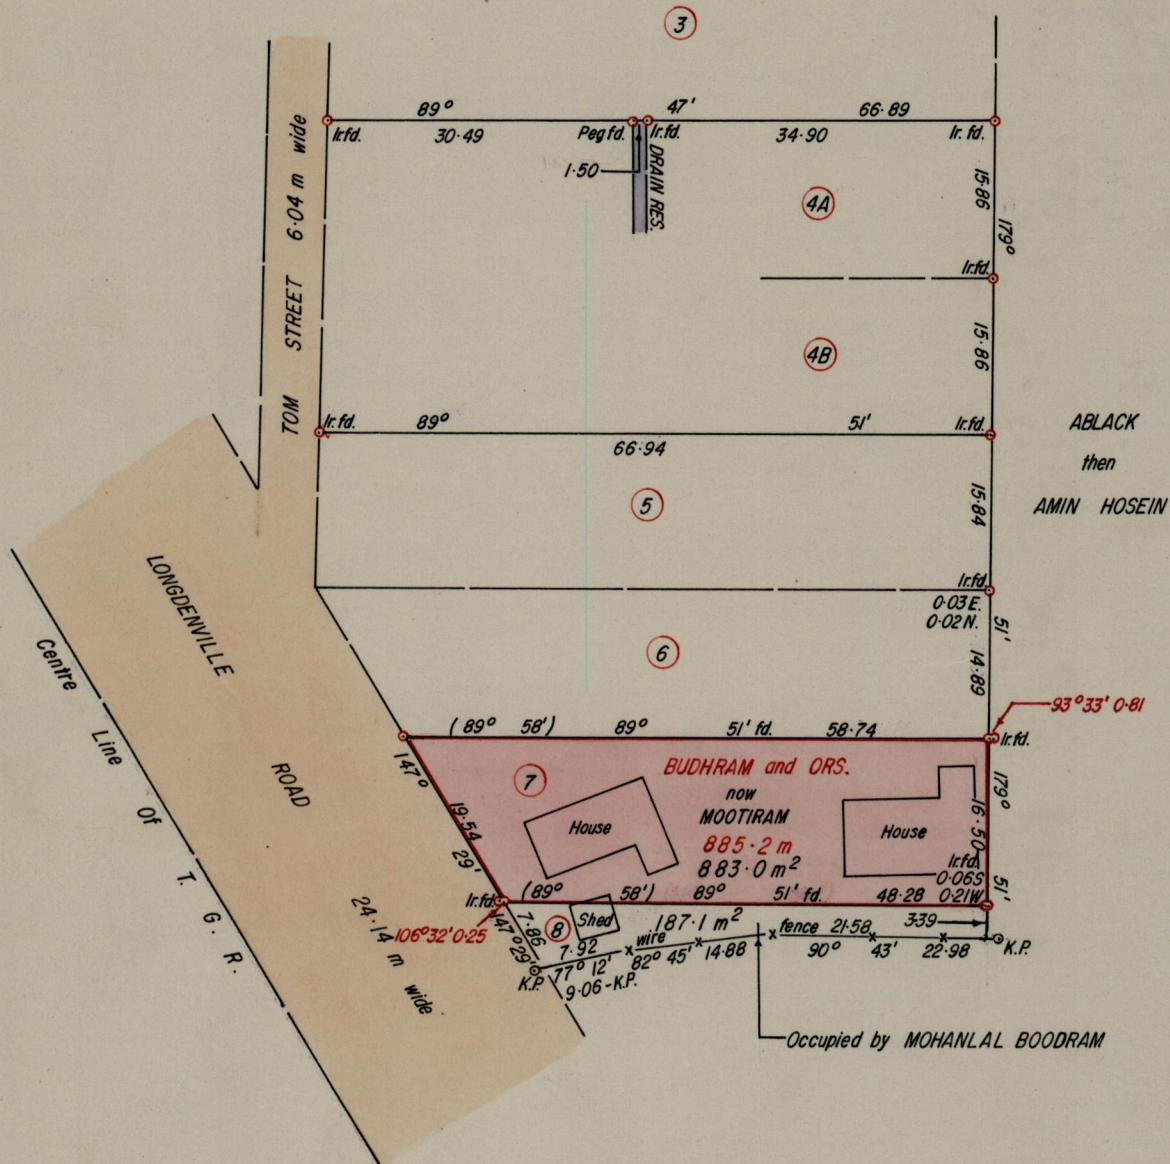 3
89° 47' 66·89
Ir.fd. 30·49 Peg fd. Ir.fd. 34·90 Ir. fd.
1·50
DRAIN RES.
TOM STREET 6·04 m wide
4A
15·86
179°
Ir.fd.
4B
15·86
Ir.fd. 89° 51' Ir.fd.
66·94
ABLACK
then
AMIN HOSEIN
5
15·84
Ir.fd.
0·03 E.
0·02 N.
51'
6
14·89
93°33' 0·81
LONGDENVILLE
ROAD
24·14 m wide
Centre Line Of T. G. R.
(89° 58') 89° 51' fd. 58·74
Ir.fd.
147°
19·54
29'
7
BUDHRAM and ORS.
now
MOOTIRAM
885·2 m
883·0 m²
House
House
179°
16·50
51'
Ir.fd.
0·06S
0·21W
(89° 58') 89° 51' fd. 48·28
Ir.fd.
106°32' 0·25
7·86
147°29'
8
Shed
187·1 m²
3·39
7·92 wire fence 21·58
77° 12' 82° 45' 14·88 90° 43' 22·98 K.P.
K.P. 9·06-K.P.
Occupied by MOHANLAL BOODRAM